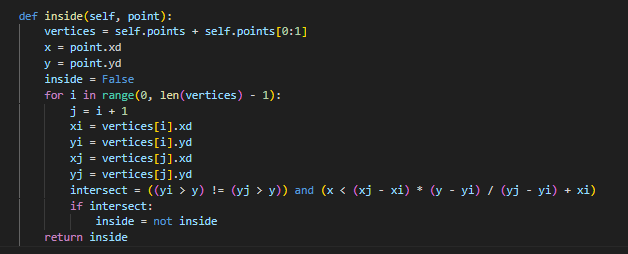 def inside(self, point):
    vertices = self.points + self.points[0:1]
    x = point.xd
    y = point.yd
    inside = False
    for i in range(0, len(vertices) - 1):
        j = i + 1
        xi = vertices[i].xd
        yi = vertices[i].yd
        xj = vertices[j].xd
        yj = vertices[j].yd
        intersect = ((yi > y) != (yj > y)) and (x < (xj - xi) * (y - yi) / (yj - yi) + xi)
        if intersect:
            inside = not inside
    return inside